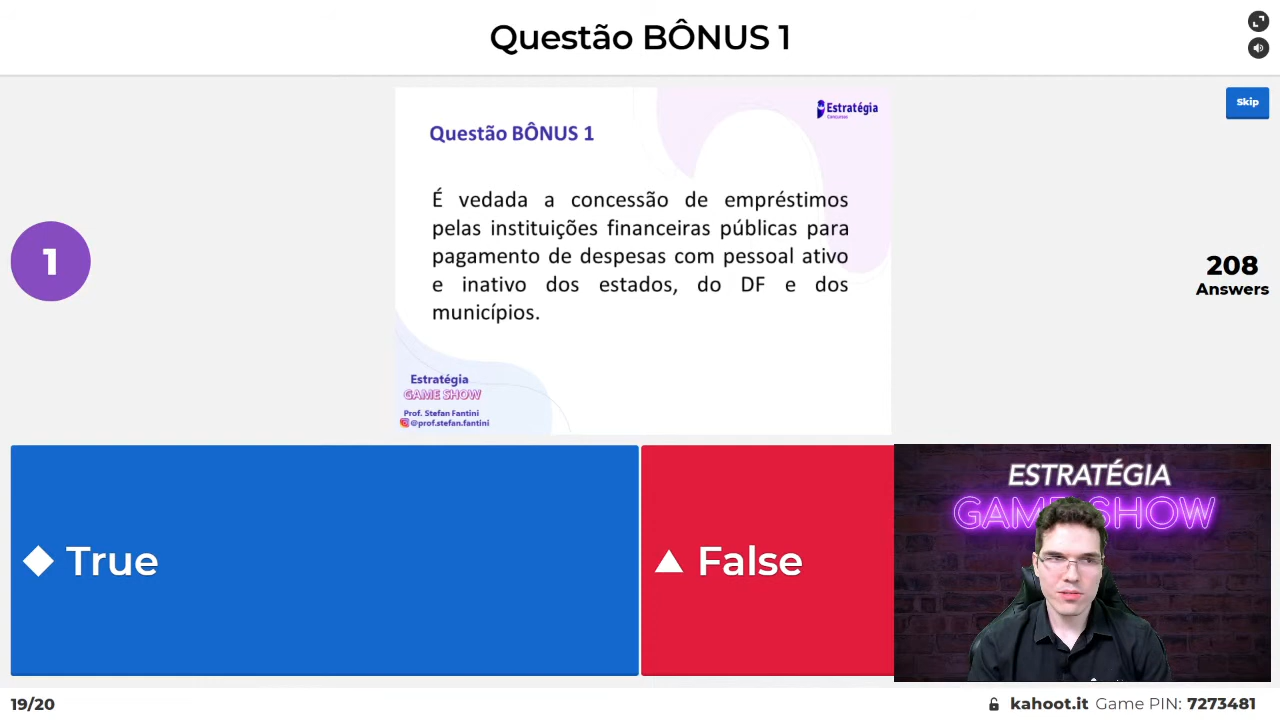 Questão BÔNUS 1
Skip
Estratégia
Concursos
Questão BÔNUS 1
É vedada a concessão de empréstimos
pelas instituições financeiras públicas para
pagamento de despesas com pessoal ativo
e inativo dos estados, do DF e dos
municípios.
1
208
Answers
Estratégia
GAME SHOW
Prof. Stefan Fantini
@prof.stefan.fantini
True
False
ESTRATÉGIA
GAME SHOW
19/20
kahoot.it Game PIN: 7273481